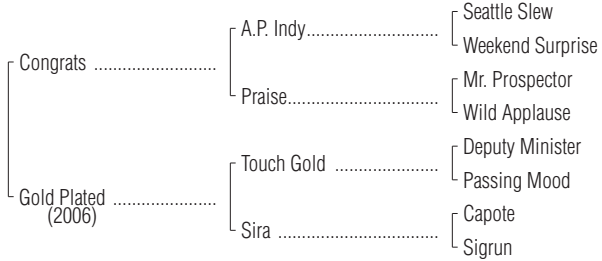 Seattle Slew
A.P. Indy
Weekend Surprise
Congrats
Mr. Prospector
Praise
Wild Applause
Deputy Minister
Touch Gold
Passing Mood
Gold Plated
(2006)
Capote
Sira
Sigrun